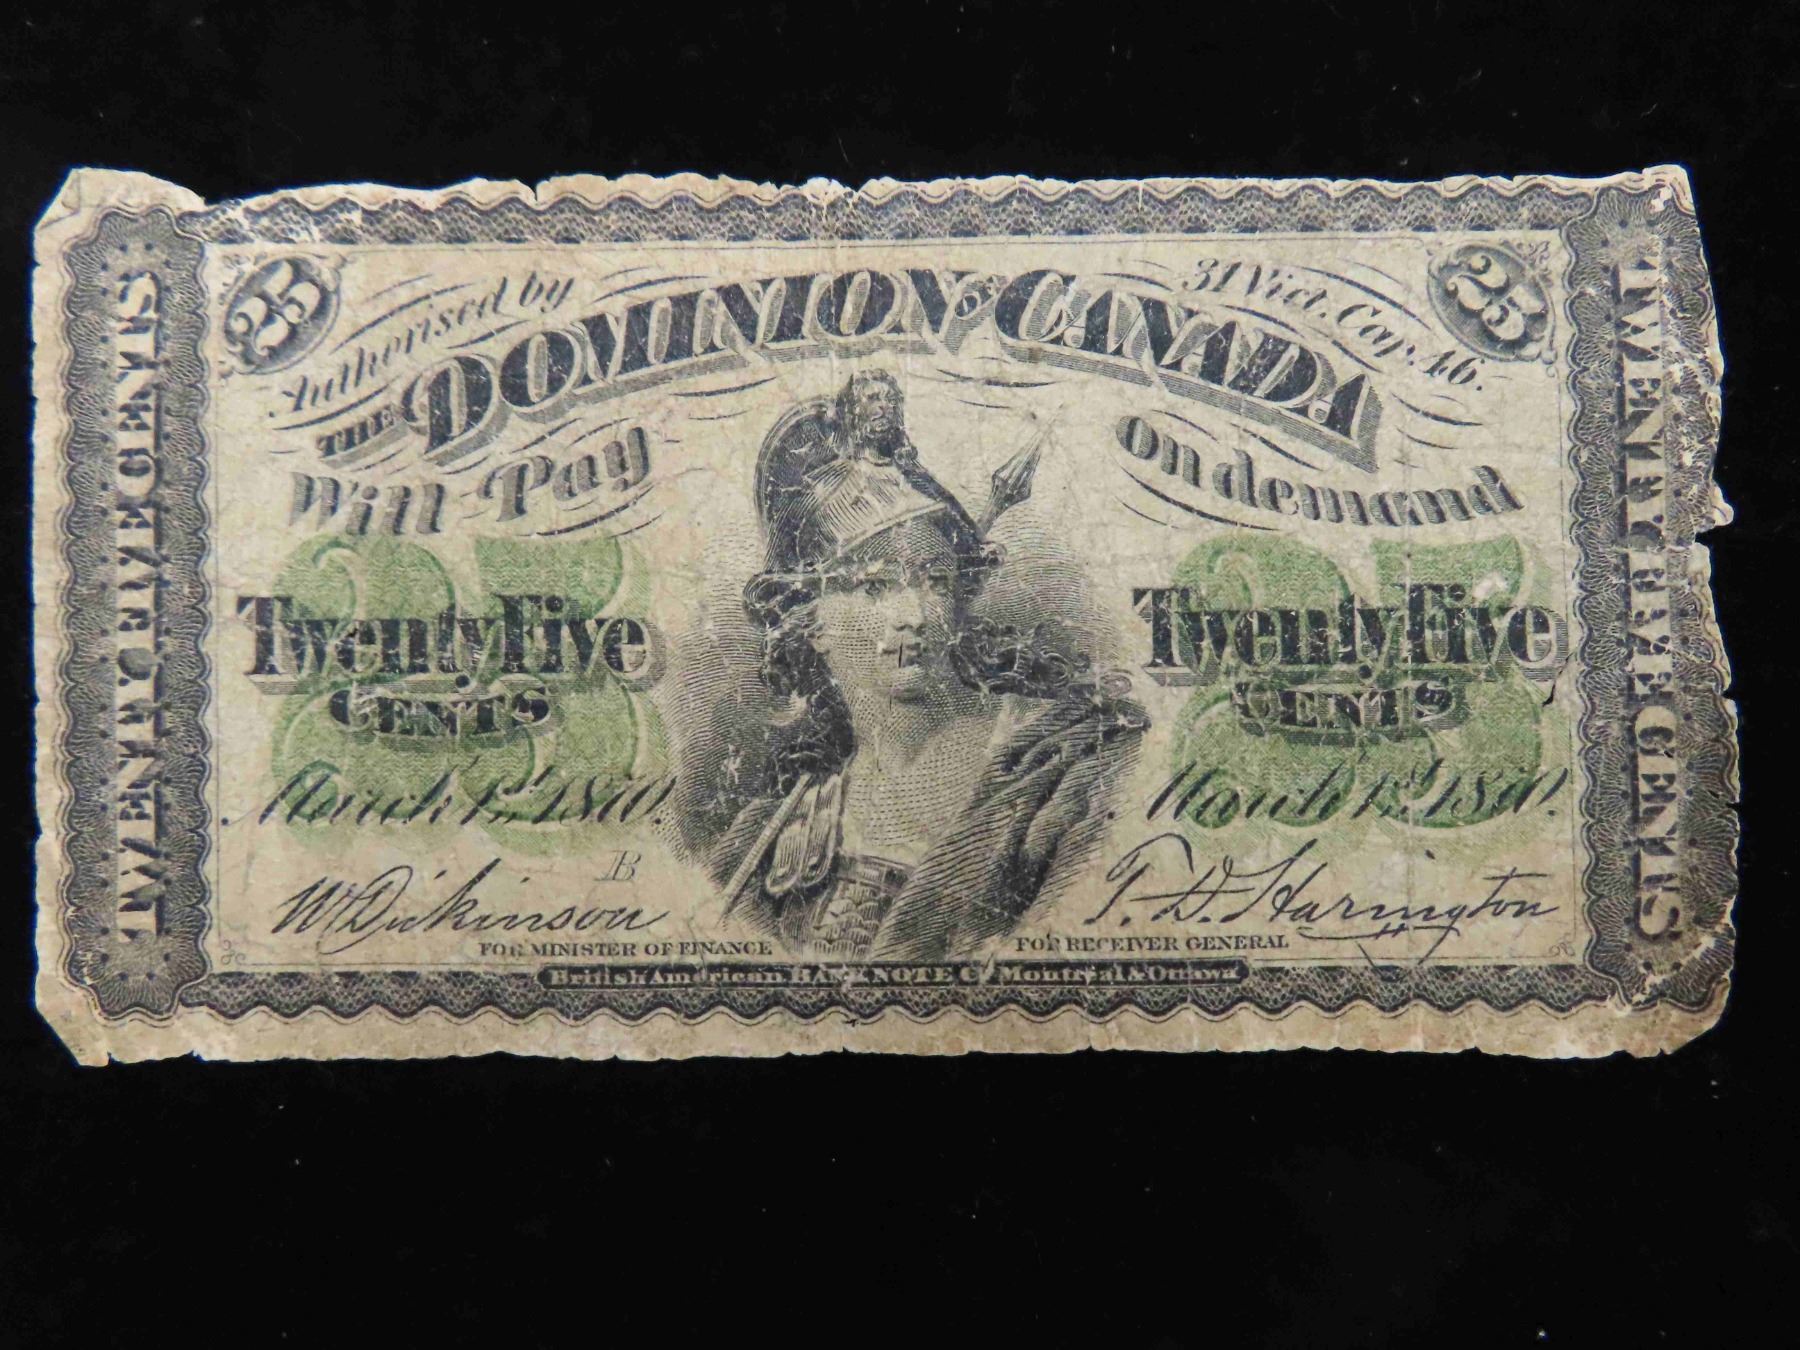 25
25
Authorised by
31 Vict. Cap. 46.
THE DOMINION OF CANADA
Will Pay
On demand
25
25
Twenty Five
CENTS
Twenty Five
CENTS
March 1st, 1870.
March 1st, 1870.
B
W Dickinson
T. D. Harington
FOR MINISTER OF FINANCE
FOR RECEIVER GENERAL
British American BANK NOTE Co Montreal & Ottawa
TWENTY FIVE CENTS
TWENTY FIVE CENTS